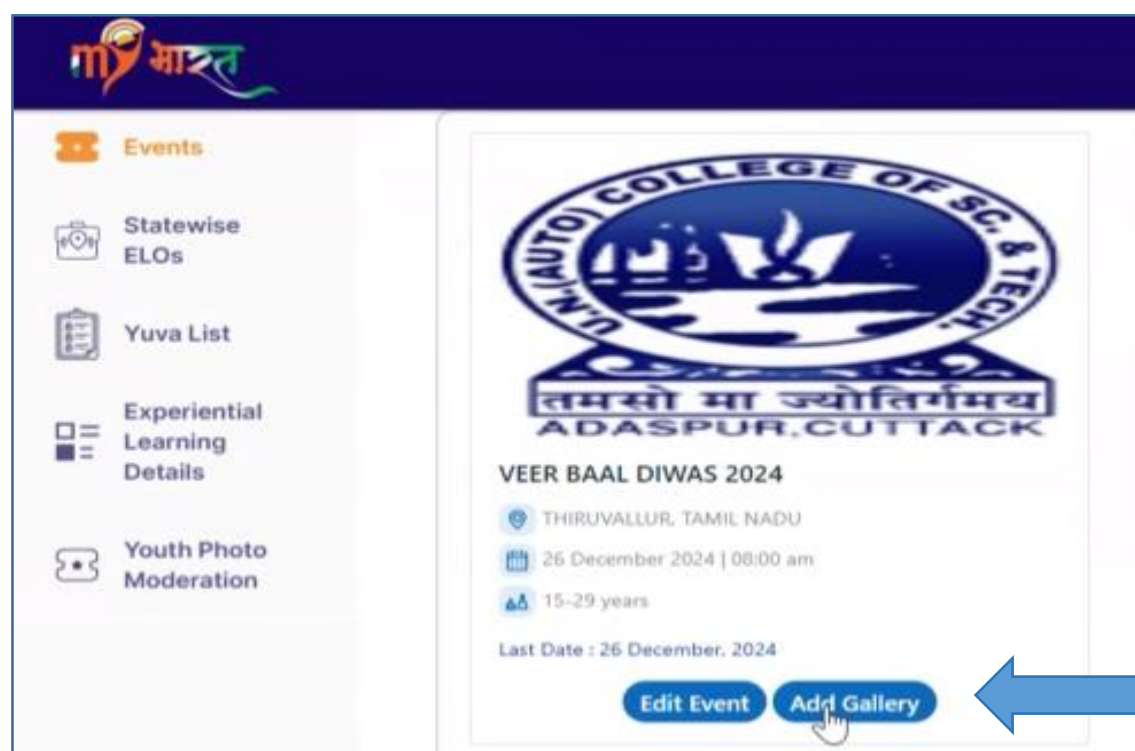 my भारत
Events
Statewise
ELOs
Yuva List
Experiential
Learning
Details
Youth Photo
Moderation
U.N.(AUTO) COLLEGE OF SC. & TECH.
तमसो मा ज्योतिर्गमय
ADASPUR,CUTTACK
VEER BAAL DIWAS 2024
THIRUVALLUR, TAMIL NADU
26 December 2024 | 08:00 am
15-29 years
Last Date : 26 December, 2024
Edit Event Add Gallery